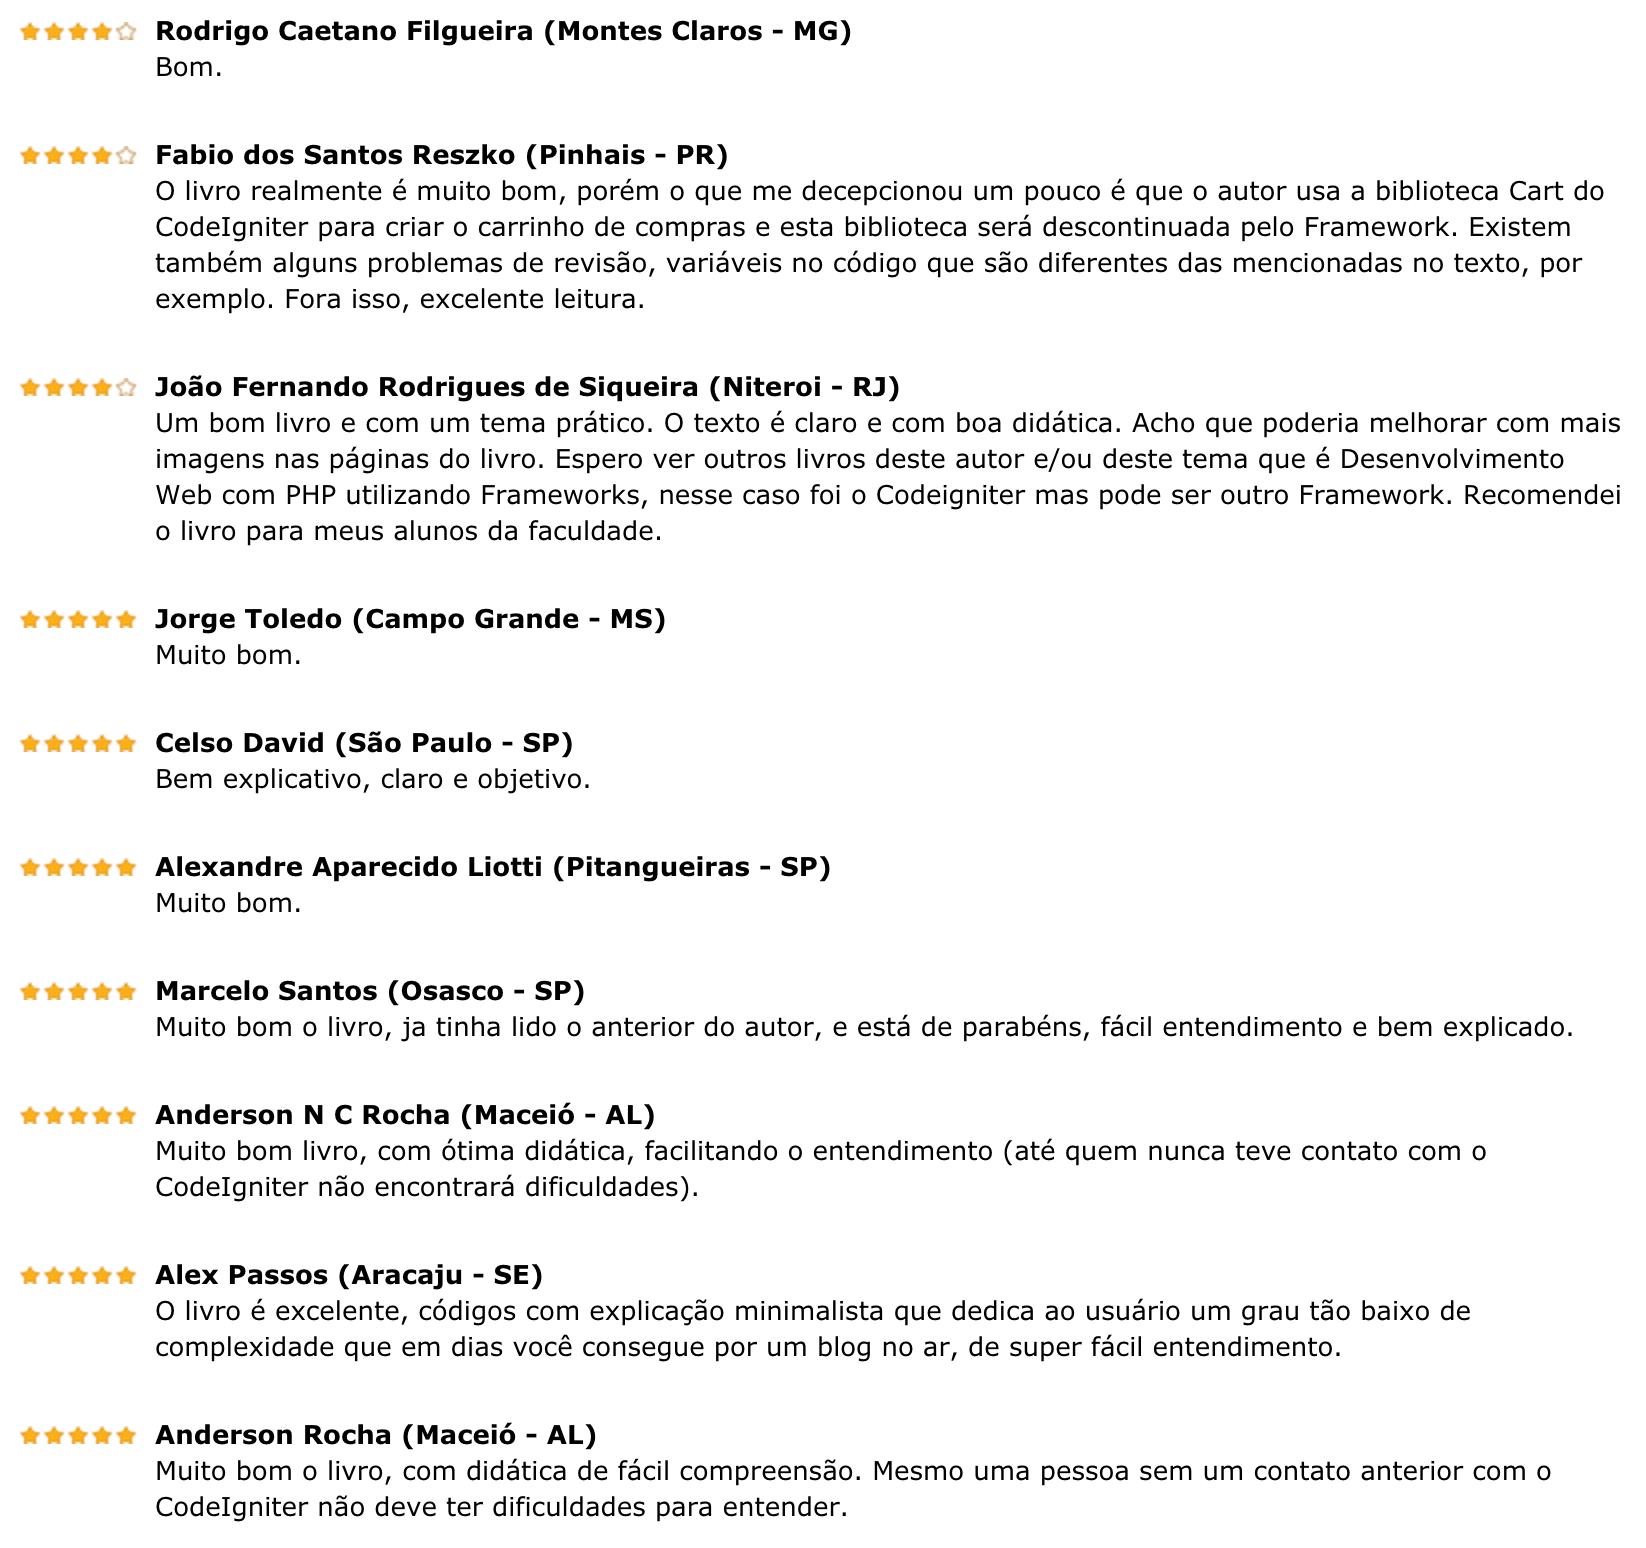 Rodrigo Caetano Filgueira (Montes Claros - MG)
Bom.
Fabio dos Santos Reszko (Pinhais - PR)
O livro realmente é muito bom, porém o que me decepcionou um pouco é que o autor usa a biblioteca Cart do
CodeIgniter para criar o carrinho de compras e esta biblioteca será descontinuada pelo Framework. Existem
também alguns problemas de revisão, variáveis no código que são diferentes das mencionadas no texto, por
exemplo. Fora isso, excelente leitura.
João Fernando Rodrigues de Siqueira (Niteroi - RJ)
Um bom livro e com um tema prático. O texto é claro e com boa didática. Acho que poderia melhorar com mais
imagens nas páginas do livro. Espero ver outros livros deste autor e/ou deste tema que é Desenvolvimento
Web com PHP utilizando Frameworks, nesse caso foi o Codeigniter mas pode ser outro Framework. Recomendei
o livro para meus alunos da faculdade.
Jorge Toledo (Campo Grande - MS)
Muito bom.
Celso David (São Paulo - SP)
Bem explicativo, claro e objetivo.
Alexandre Aparecido Liotti (Pitangueiras - SP)
Muito bom.
Marcelo Santos (Osasco - SP)
Muito bom o livro, ja tinha lido o anterior do autor, e está de parabéns, fácil entendimento e bem explicado.
Anderson N C Rocha (Maceió - AL)
Muito bom livro, com ótima didática, facilitando o entendimento (até quem nunca teve contato com o
CodeIgniter não encontrará dificuldades).
Alex Passos (Aracaju - SE)
O livro é excelente, códigos com explicação minimalista que dedica ao usuário um grau tão baixo de
complexidade que em dias você consegue por um blog no ar, de super fácil entendimento.
Anderson Rocha (Maceió - AL)
Muito bom o livro, com didática de fácil compreensão. Mesmo uma pessoa sem um contato anterior com o
CodeIgniter não deve ter dificuldades para entender.